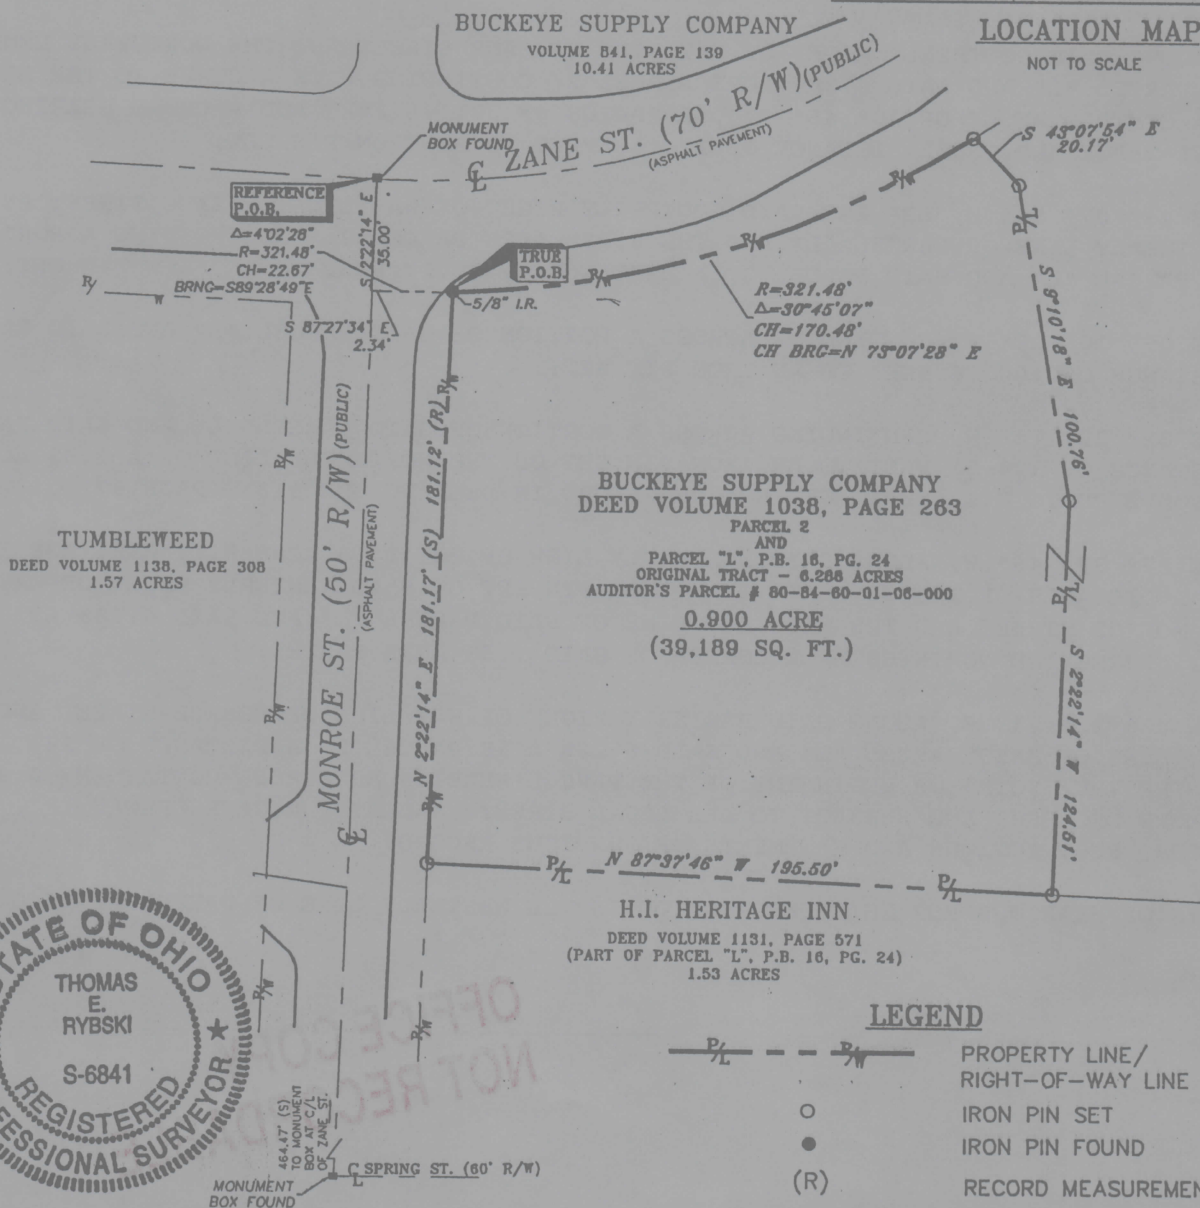 BUCKEYE SUPPLY COMPANY
VOLUME 841, PAGE 139
10.41 ACRES
LOCATION MAP
NOT TO SCALE
MONUMENT
BOX FOUND
C/L ZANE ST. (70' R/W)(PUBLIC)
(ASPHALT PAVEMENT)
S 43°07'54" E
20.17'
REFERENCE
P.O.B.
S 2°22'14" E
35.00'
Δ=4°02'28"
R=321.48'
CH=22.67'
BRNG=S89°28'49"E
TRUE
P.O.B.
5/8" I.R.
S 87°27'34" E
2.34'
R=321.48'
Δ=30°45'07"
CH=170.48'
CH BRG=N 73°07'28" E
P/L
R/W
R/W
R/W
R/W
S 9°10'18" E 100.76'
R/W
N 2°22'14" E 181.17' (S) 181.12' (R)
R/W
R/W
MONROE ST. (50' R/W)(PUBLIC)
(ASPHALT PAVEMENT)
C/L
TUMBLEWEED
DEED VOLUME 1138, PAGE 308
1.57 ACRES
R/W
R/W
BUCKEYE SUPPLY COMPANY
DEED VOLUME 1038, PAGE 263
PARCEL 2
AND
PARCEL "L", P.B. 16, PG. 24
ORIGINAL TRACT - 6.288 ACRES
AUDITOR'S PARCEL # 80-84-60-01-06-000
0.900 ACRE
(39,189 SQ. FT.)
P/L
S 2°22'14" W 124.61'
P/L N 87°37'46" W 195.50' P/L
H.I. HERITAGE INN
DEED VOLUME 1131, PAGE 571
(PART OF PARCEL "L", P.B. 16, PG. 24)
1.53 ACRES
R/W
R/W
STATE OF OHIO
THOMAS
E.
RYBSKI
S-6841
REGISTERED
SURVEYOR
OFFICE COPY
464.47' (S)
TO MONUMENT
BOX AT C/L
OF ZANE ST.
C/L SPRING ST. (60' R/W)
MONUMENT
BOX FOUND
LEGEND
P/L R/W PROPERTY LINE/
RIGHT-OF-WAY LINE
IRON PIN SET
IRON PIN FOUND
(R) RECORD MEASUREMEN